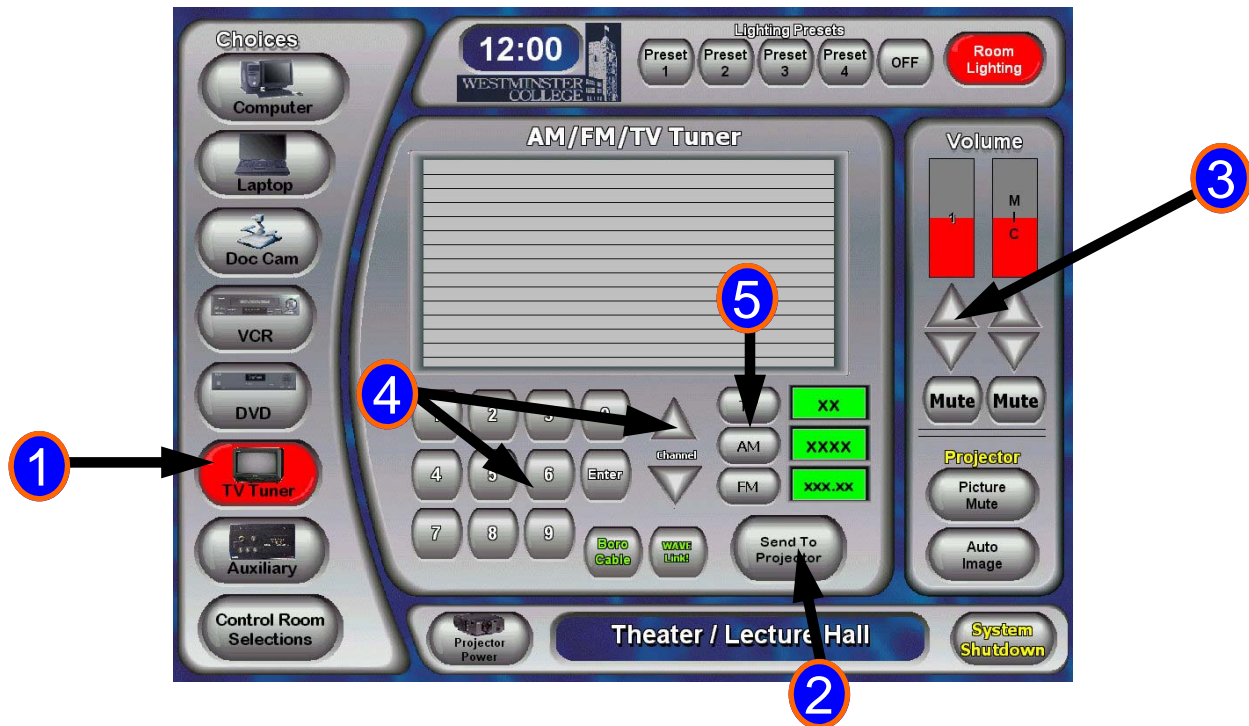 Choices
Computer
Laptop
Doc Cam
VCR
DVD
TV Tuner
Auxiliary
Control Room
Selections
12:00
WESTMINSTER
COLLEGE
Lighting Presets
Preset
1
Preset
2
Preset
3
Preset
4
OFF
Room
Lighting
AM/FM/TV Tuner
1
2
3
4
5
6
Enter
7
8
9
Channel
Boro
Cable
WAVE
Link!
XX
AM
XXXX
FM
XXX.XX
Send To
Projector
Volume
1
M
I
C
Mute
Mute
Projector
Picture
Mute
Auto
Image
Projector
Power
Theater / Lecture Hall
System
Shutdown
1
2
3
4
5